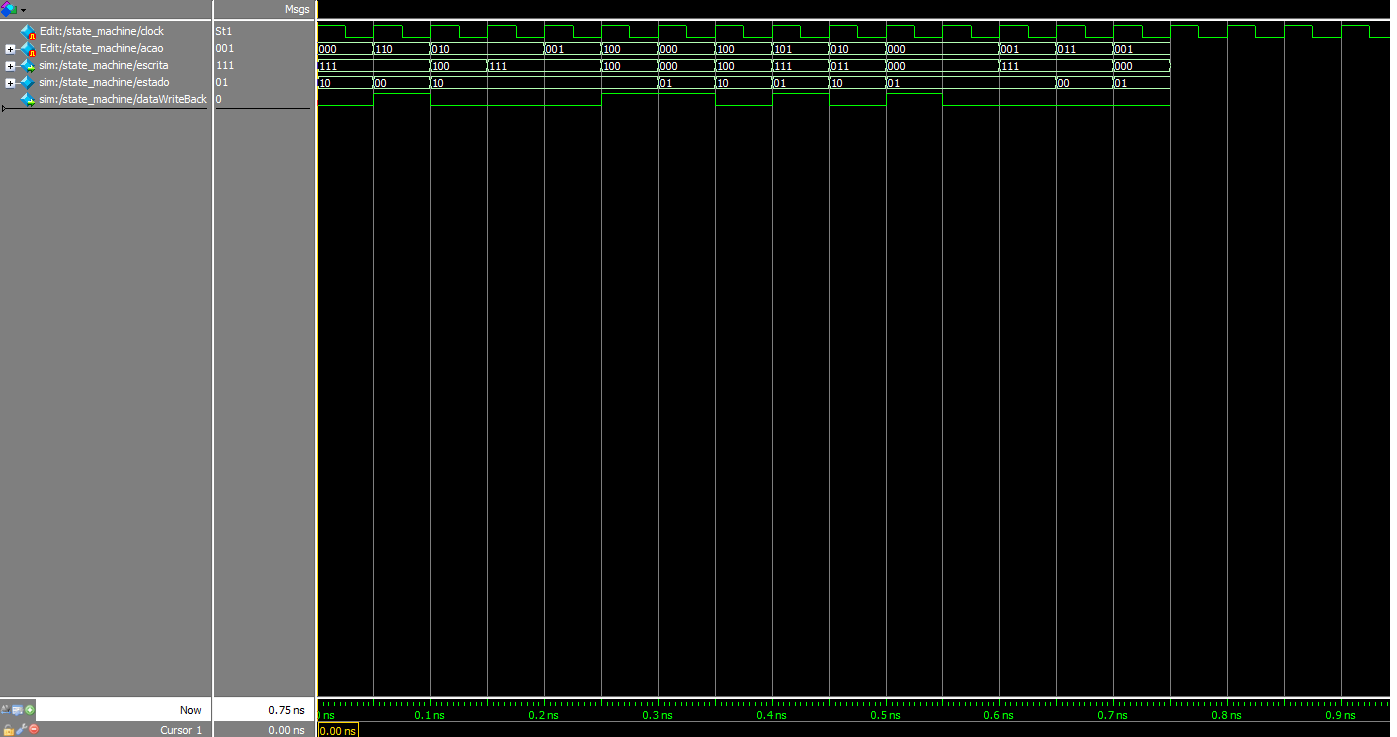 Msgs
Edit:/state_machine/clock St1
Edit:/state_machine/acao 001 000 110 010 001 100 000 100 101 010 000 001 011 001
sim:/state_machine/escrita 111 111 100 111 100 000 100 111 011 000 111 000
sim:/state_machine/estado 01 10 00 10 01 10 01 10 01 00 01
sim:/state_machine/dataWriteBack 0
Now 0.75 ns ns 0.1 ns 0.2 ns 0.3 ns 0.4 ns 0.5 ns 0.6 ns 0.7 ns 0.8 ns 0.9 ns
Cursor 1 0.00 ns 0.00 ns